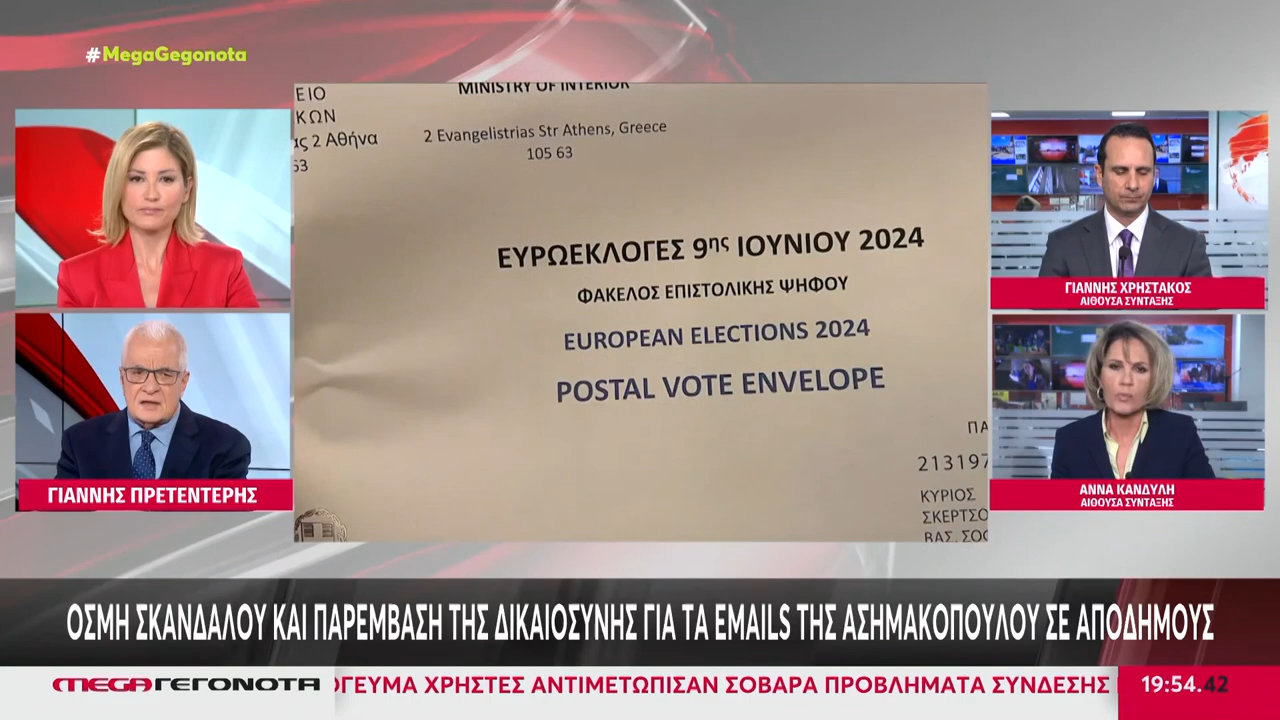 #MegaGegonota
ΕΙΟ
ΚΩΝ
ας 2 Αθήνα
63
MINISTRY OF INTERIOR
2 Evangelistrias Str Athens, Greece
105 63
ΕΥΡΩΕΚΛΟΓΕΣ 9ης ΙΟΥΝΙΟΥ 2024
ΦΑΚΕΛΟΣ ΕΠΙΣΤΟΛΙΚΗΣ ΨΗΦΟΥ
EUROPEAN ELECTIONS 2024
POSTAL VOTE ENVELOPE
ΠΑ
213197
ΚΥΡΙΟΣ
ΣΚΕΡΤΣΟ
ΒΑΣ. ΣΟΦ
ΓΙΑΝΝΗΣ ΠΡΕΤΕΝΤΕΡΗΣ
ΓΙΑΝΝΗΣ ΧΡΗΣΤΑΚΟΣ
ΑΙΘΟΥΣΑ ΣΥΝΤΑΞΗΣ
ΑΝΝΑ ΚΑΝΔΥΛΗ
ΑΙΘΟΥΣΑ ΣΥΝΤΑΞΗΣ
ΟΣΜΗ ΣΚΑΝΔΑΛΟΥ ΚΑΙ ΠΑΡΕΜΒΑΣΗ ΤΗΣ ΔΙΚΑΙΟΣΥΝΗΣ ΓΙΑ ΤΑ EMAILS ΤΗΣ ΑΣΗΜΑΚΟΠΟΥΛΟΥ ΣΕ ΑΠΟΔΗΜΟΥΣ
MEGA ΓΕΓΟΝΟΤΑ
ΟΓΕΥΜΑ ΧΡΗΣΤΕΣ ΑΝΤΙΜΕΤΩΠΙΣΑΝ ΣΟΒΑΡΑ ΠΡΟΒΛΗΜΑΤΑ ΣΥΝΔΕΣΗΣ
19:54.42